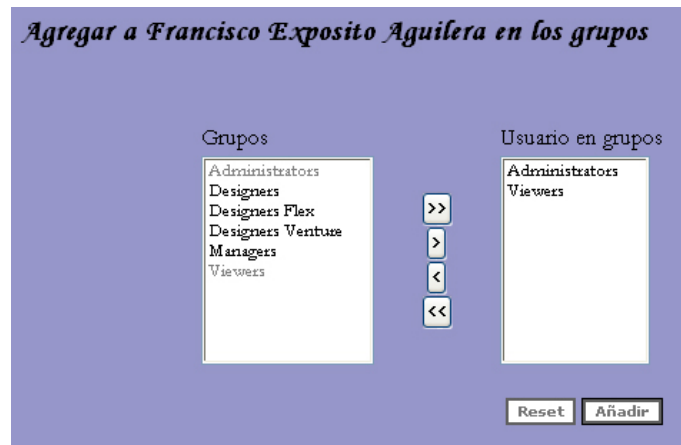 Agregar a Francisco Exposito Aguilera en los grupos
Grupos
Administrators
Designers
Designers Flex
Designers Venture
Managers
Viewers
>>
>
<
<<
Usuario en grupos
Administrators
Viewers
Reset
Añadir